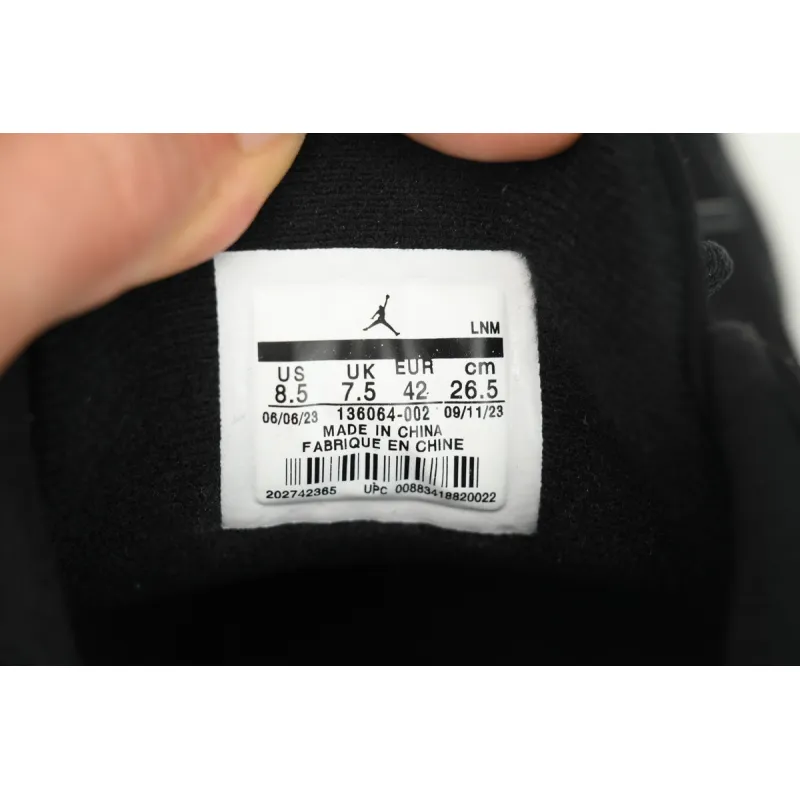 LNM
US UK EUR cm
8.5 7.5 42 26.5
06/06/23 136064-002 09/11/23
MADE IN CHINA
FABRIQUE EN CHINE
202742365 UPC 00883418820022